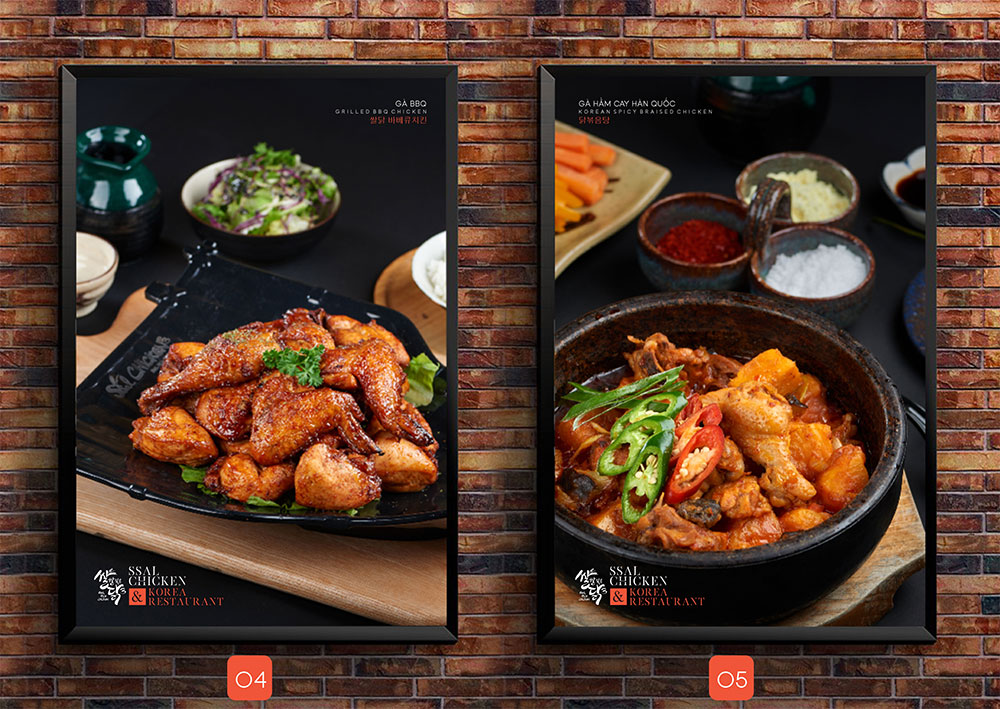 GÀ BBQ
GRILLED BBQ CHICKEN
쌀닭 바베큐치킨
SSAL
CHICKEN
& KOREA
RESTAURANT
04
GÀ HẦM CAY HÀN QUỐC
KOREAN SPICY BRAISED CHICKEN
닭볶음탕
SSAL
CHICKEN
& KOREA
RESTAURANT
05